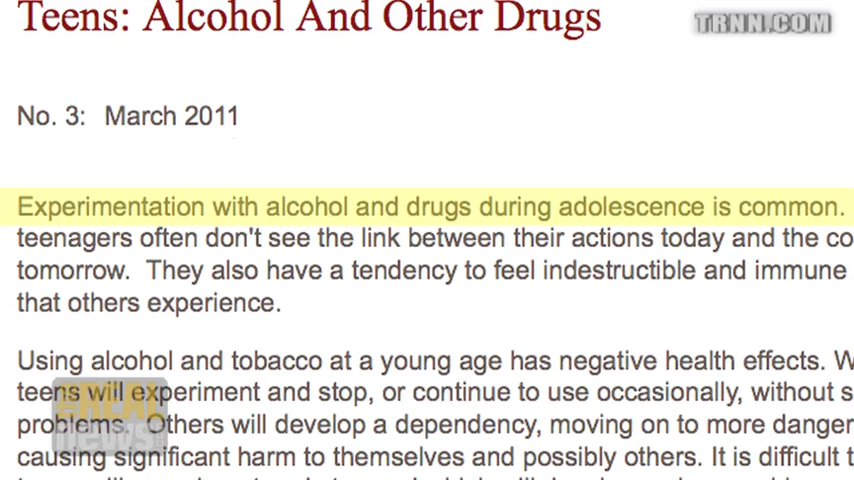 Teens: Alcohol And Other Drugs
TRNN.COM
No. 3: March 2011
Experimentation with alcohol and drugs during adolescence is common.
teenagers often don't see the link between their actions today and the co
tomorrow. They also have a tendency to feel indestructible and immune
that others experience.
Using alcohol and tobacco at a young age has negative health effects. W
teens will experiment and stop, or continue to use occasionally, without s
problems. Others will develop a dependency, moving on to more danger
causing significant harm to themselves and possibly others. It is difficult t
THE REAL
news